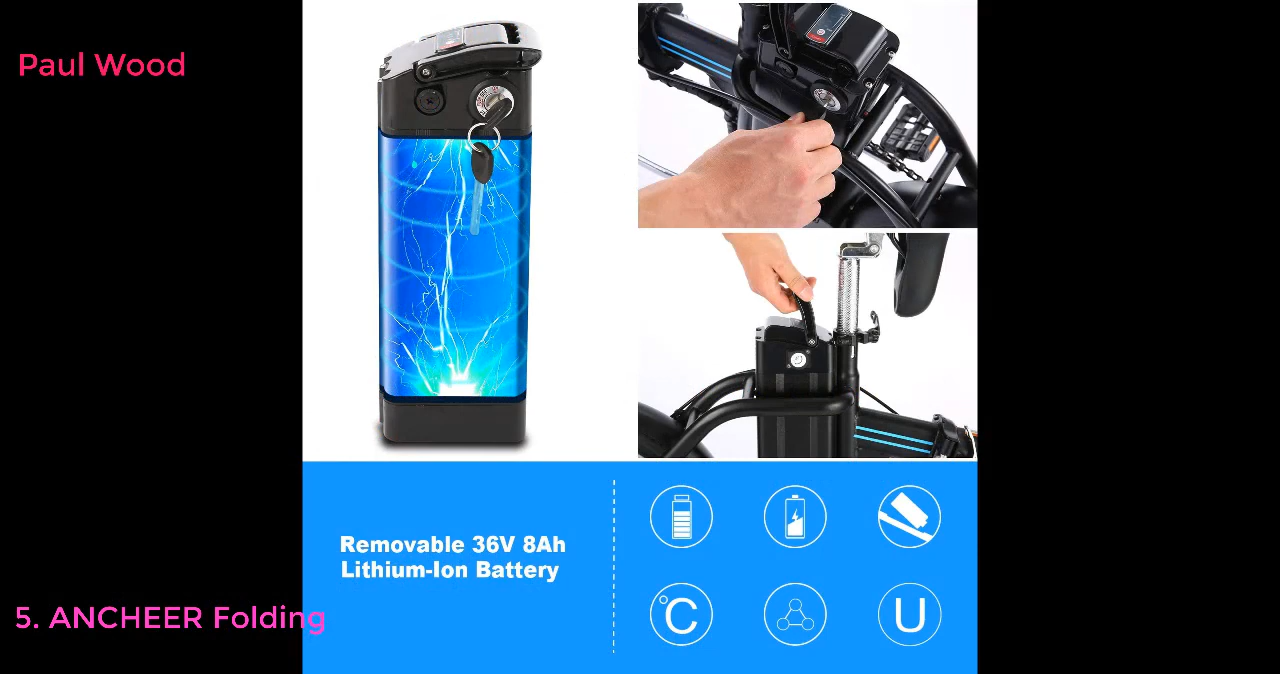 Paul Wood
Removable 36V 8Ah
Lithium-Ion Battery
°C
U
5. ANCHEER Folding